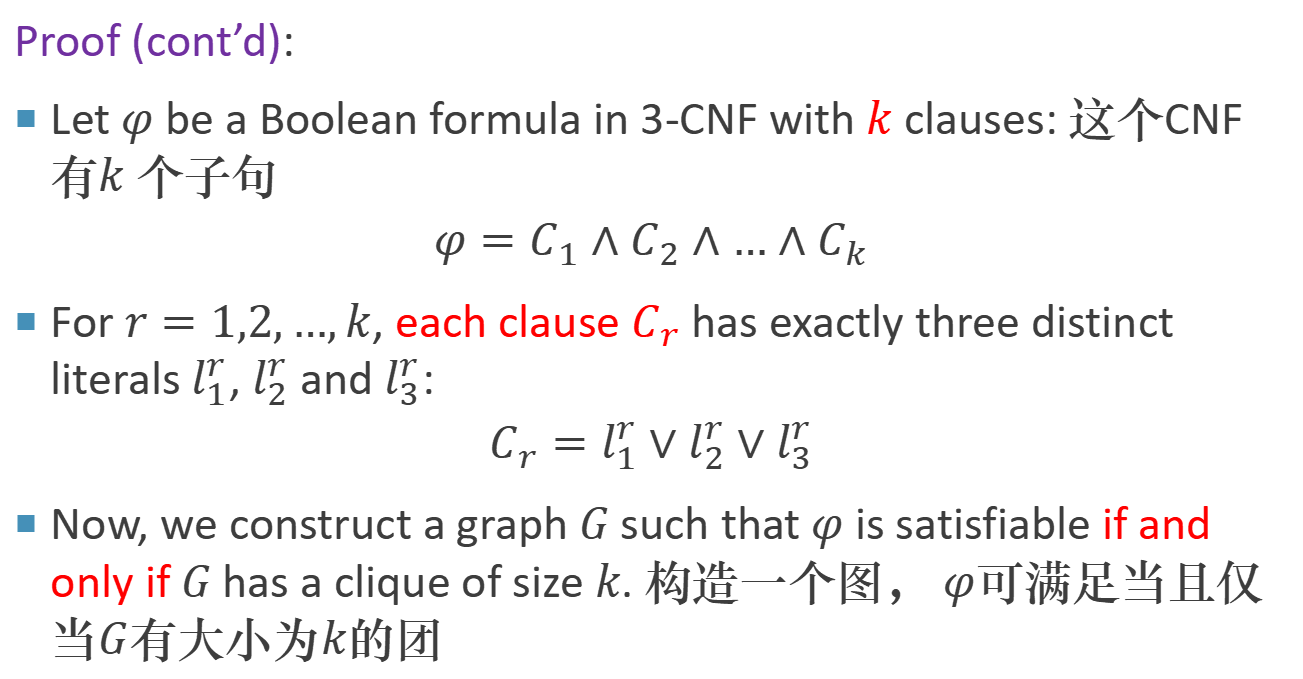 Proof (cont’d):
▪ Let φ be a Boolean formula in 3-CNF with k clauses: 这个CNF
有k 个子句
φ = C₁ ∧ C₂ ∧ … ∧ Cₖ
▪ For r = 1,2, …, k, each clause Cᵣ has exactly three distinct
literals l₁ʳ, l₂ʳ and l₃ʳ:
Cᵣ = l₁ʳ ∨ l₂ʳ ∨ l₃ʳ
▪ Now, we construct a graph G such that φ is satisfiable if and
only if G has a clique of size k. 构造一个图， φ可满足当且仅
当G有大小为k的团